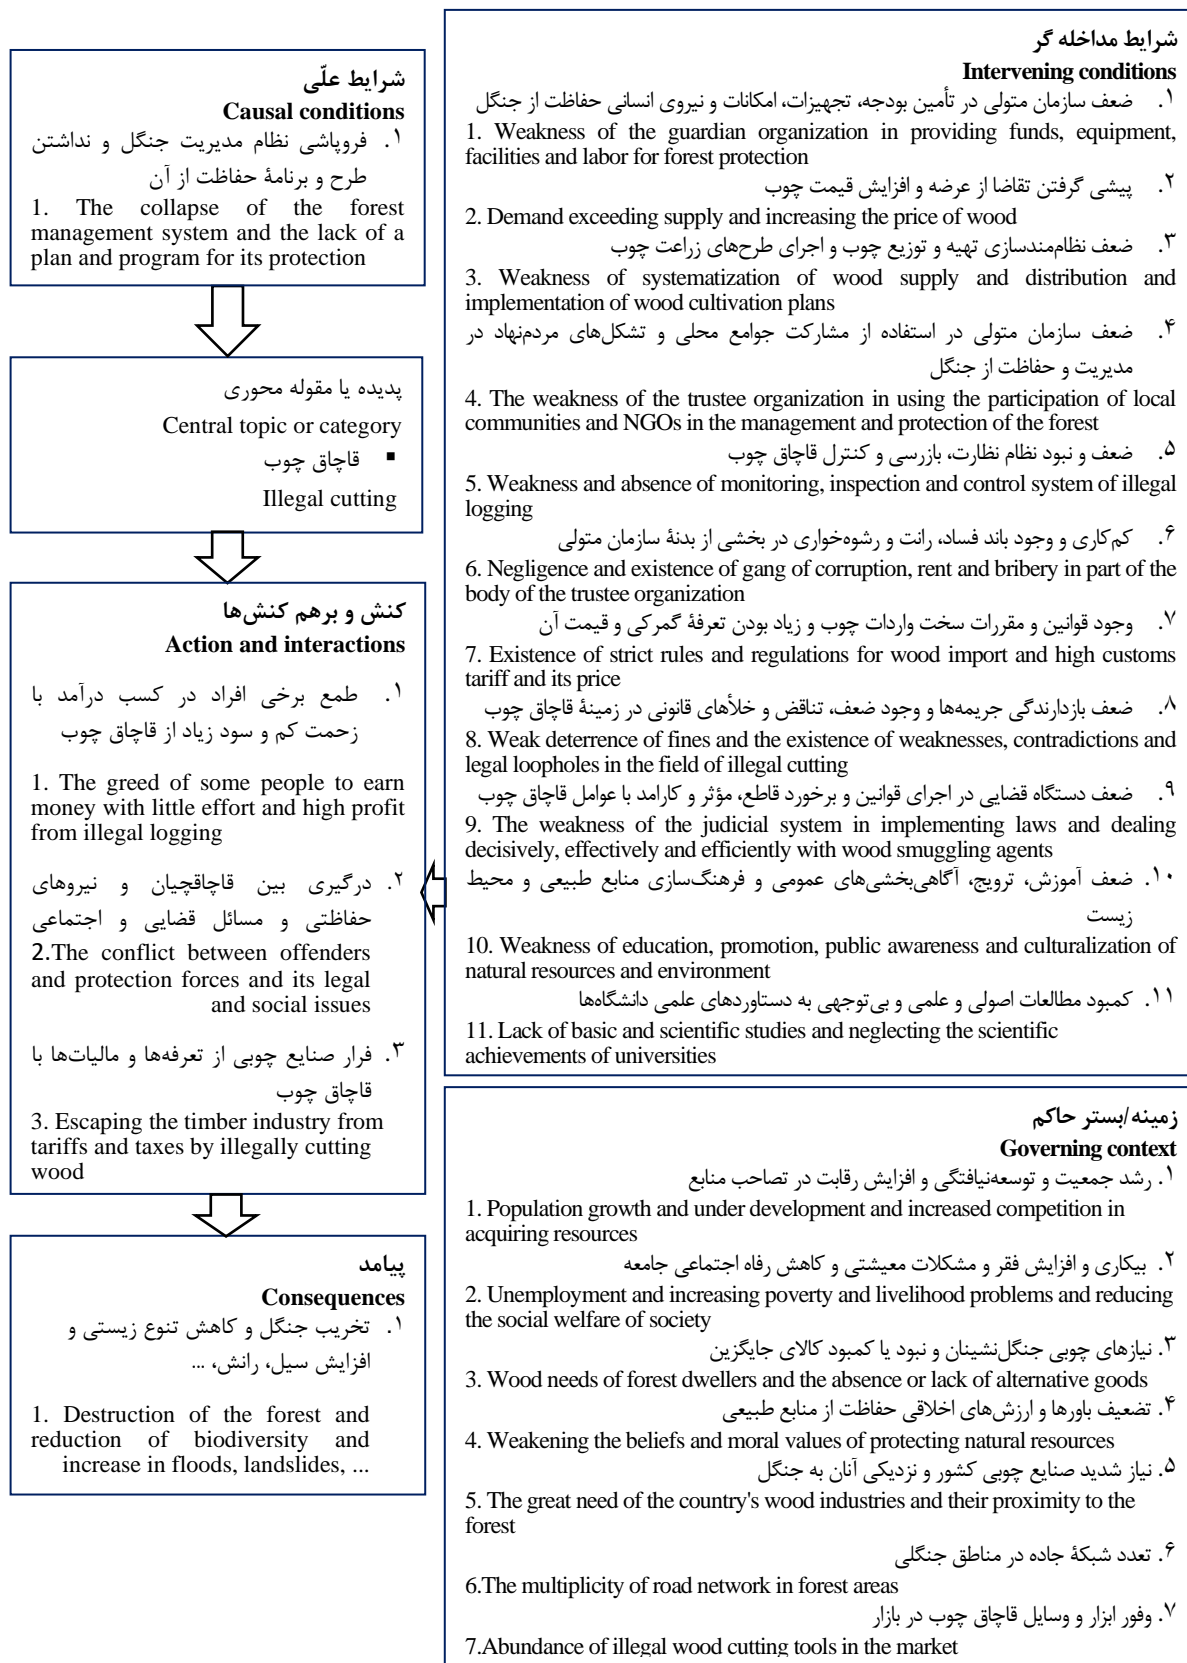 شرایط علّی
Causal conditions
۱. فروپاشی نظام مدیریت جنگل و نداشتن
طرح و برنامۀ حفاظت از آن
1. The collapse of the forest
management system and the lack of a
plan and program for its protection
پدیده یا مقوله محوری
Central topic or category
▪ قاچاق چوب
Illegal cutting
کنش و برهم کنش‌ها
Action and interactions
۱. طمع برخی افراد در کسب درآمد با
زحمت کم و سود زیاد از قاچاق چوب
1. The greed of some people to earn
money with little effort and high profit
from illegal logging
۲. درگیری بین قاچاقچیان و نیروهای
حفاظتی و مسائل قضایی و اجتماعی
2.The conflict between offenders
and protection forces and its legal
and social issues
۳. فرار صنایع چوبی از تعرفه‌ها و مالیات‌ها با
قاچاق چوب
3. Escaping the timber industry from
tariffs and taxes by illegally cutting
wood
پیامد
Consequences
۱. تخریب جنگل و کاهش تنوع زیستی و
افزایش سیل، رانش، ...
1. Destruction of the forest and
reduction of biodiversity and
increase in floods, landslides, ...
شرایط مداخله گر
Intervening conditions
۱. ضعف سازمان متولی در تأمین بودجه، تجهیزات، امکانات و نیروی انسانی حفاظت از جنگل
1. Weakness of the guardian organization in providing funds, equipment,
facilities and labor for forest protection
۲. پیشی گرفتن تقاضا از عرضه و افزایش قیمت چوب
2. Demand exceeding supply and increasing the price of wood
۳. ضعف نظام‌مندسازی تهیه و توزیع چوب و اجرای طرح‌های زراعت چوب
3. Weakness of systematization of wood supply and distribution and
implementation of wood cultivation plans
۴. ضعف سازمان متولی در استفاده از مشارکت جوامع محلی و تشکل‌های مردم‌نهاد در
مدیریت و حفاظت از جنگل
4. The weakness of the trustee organization in using the participation of local
communities and NGOs in the management and protection of the forest
۵. ضعف و نبود نظام نظارت، بازرسی و کنترل قاچاق چوب
5. Weakness and absence of monitoring, inspection and control system of illegal
logging
۶. کم‌کاری و وجود باند فساد، رانت و رشوه‌خواری در بخشی از بدنۀ سازمان متولی
6. Negligence and existence of gang of corruption, rent and bribery in part of the
body of the trustee organization
۷. وجود قوانین و مقررات سخت واردات چوب و زیاد بودن تعرفۀ گمرکی و قیمت آن
7. Existence of strict rules and regulations for wood import and high customs
tariff and its price
۸. ضعف بازدارندگی جریمه‌ها و وجود ضعف، تناقض و خلأهای قانونی در زمینۀ قاچاق چوب
8. Weak deterrence of fines and the existence of weaknesses, contradictions and
legal loopholes in the field of illegal cutting
۹. ضعف دستگاه قضایی در اجرای قوانین و برخورد قاطع، مؤثر و کارامد با عوامل قاچاق چوب
9. The weakness of the judicial system in implementing laws and dealing
decisively, effectively and efficiently with wood smuggling agents
۱۰. ضعف آموزش، ترویج، آگاهی‌بخشی‌های عمومی و فرهنگ‌سازی منابع طبیعی و محیط
زیست
10. Weakness of education, promotion, public awareness and culturalization of
natural resources and environment
۱۱. کمبود مطالعات اصولی و علمی و بی‌توجهی به دستاوردهای علمی دانشگاه‌ها
11. Lack of basic and scientific studies and neglecting the scientific
achievements of universities
زمینه/بستر حاکم
Governing context
۱. رشد جمعیت و توسعه‌نیافتگی و افزایش رقابت در تصاحب منابع
1. Population growth and under development and increased competition in
acquiring resources
۲. بیکاری و افزایش فقر و مشکلات معیشتی و کاهش رفاه اجتماعی جامعه
2. Unemployment and increasing poverty and livelihood problems and reducing
the social welfare of society
۳. نیازهای چوبی جنگل‌نشینان و نبود یا کمبود کالای جایگزین
3. Wood needs of forest dwellers and the absence or lack of alternative goods
۴. تضعیف باورها و ارزش‌های اخلاقی حفاظت از منابع طبیعی
4. Weakening the beliefs and moral values of protecting natural resources
۵. نیاز شدید صنایع چوبی کشور و نزدیکی آنان به جنگل
5. The great need of the country's wood industries and their proximity to the
forest
۶. تعدد شبکۀ جاده در مناطق جنگلی
6.The multiplicity of road network in forest areas
۷. وفور ابزار و وسایل قاچاق چوب در بازار
7.Abundance of illegal wood cutting tools in the market